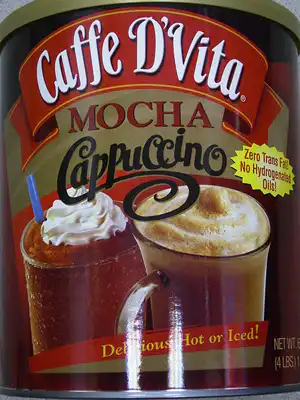 Caffe D'Vita®
MOCHA
Cappuccino
Zero Trans Fat!
No Hydrogenated
Oils!
Delicious Hot or Iced!
NET WT.
(4 LBS.)